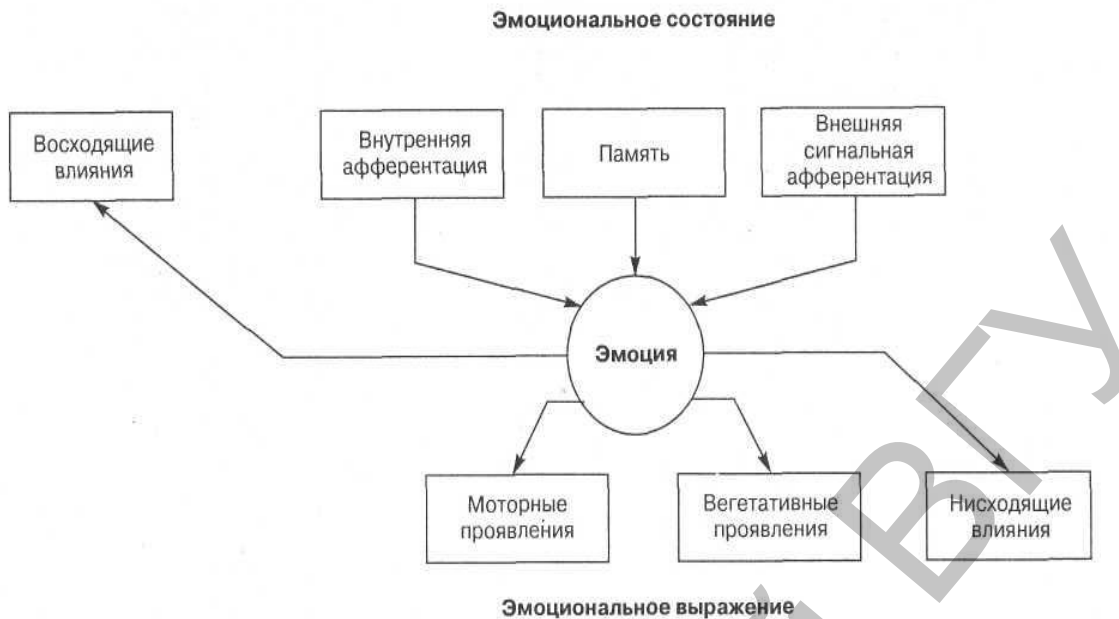 Эмоциональное состояние
Восходящие
влияния
Внутренняя
афферентация
Память
Внешняя
сигнальная
афферентация
Эмоция
Моторные
проявления
Вегетативные
проявления
Нисходящие
влияния
Эмоциональное выражение
й ВГУ